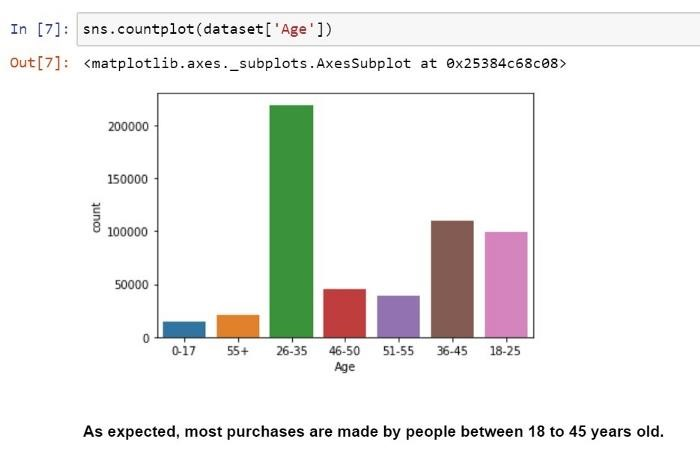 In [7]: sns.countplot(dataset['Age'])
Out[7]: <matplotlib.axes._subplots.AxesSubplot at 0x25384c68c08>
200000
150000
100000
50000
0
count
0-17 55+ 26-35 46-50 51-55 36-45 18-25
Age
As expected, most purchases are made by people between 18 to 45 years old.